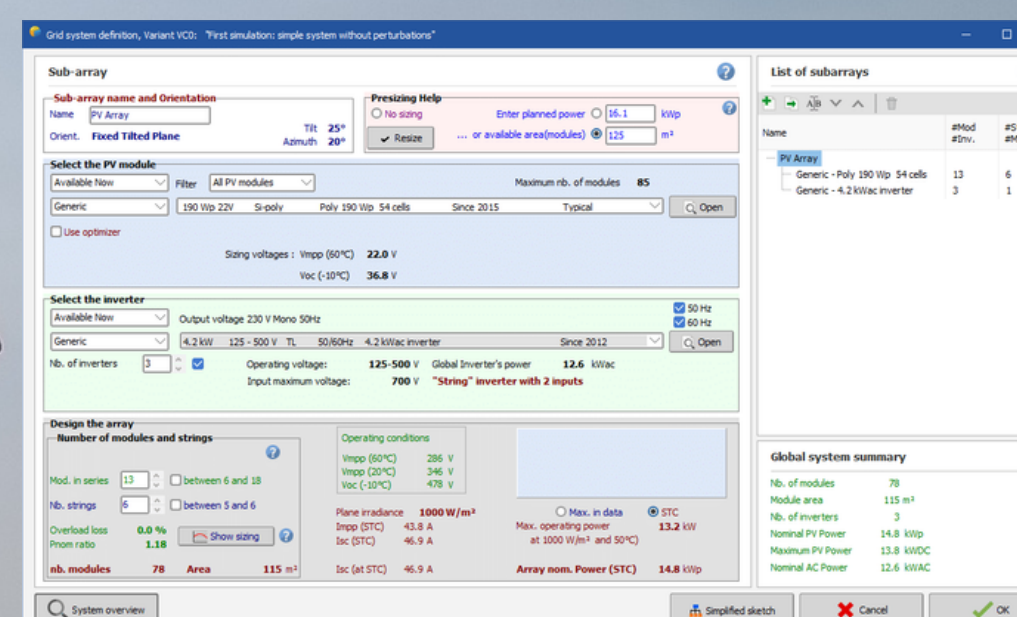 Grid system definition, Variant VC0: "First simulation: simple system without perturbations"
Sub-array
Sub-array name and Orientation
Name PV Array
Orient. Fixed Tilted Plane
Tilt 25°
Azimuth 20°
Presizing Help
No sizing Enter planned power 16.1 kWp
Resize ... or available area(modules) 125 m²
Select the PV module
Available Now Filter All PV modules Maximum nb. of modules 85
Generic 190 Wp 22V Si-poly Poly 190 Wp 54 cells Since 2015 Typical Open
Use optimizer
Sizing voltages : Vmpp (60°C) 22.0 V
Voc (-10°C) 36.8 V
Select the inverter
Available Now Output voltage 230 V Mono 50Hz
50 Hz
60 Hz
Generic 4.2 kW 125 - 500 V TL 50/60Hz 4.2 kWac inverter Since 2012 Open
Nb. of inverters 3 Operating voltage: 125-500 V Global Inverter's power 12.6 kWac
Input maximum voltage: 700 V "String" inverter with 2 inputs
Design the array
Number of modules and strings
Mod. in series 13 between 6 and 18
Nb. strings 6 between 5 and 6
Overload loss 0.0 %
Pnom ratio 1.18
Show sizing
nb. modules 78 Area 115 m²
Operating conditions
Vmpp (60°C) 286 V
Vmpp (20°C) 346 V
Voc (-10°C) 478 V
Plane irradiance 1000 W/m²
Impp (STC) 43.8 A
Isc (STC) 46.9 A
Isc (at STC) 46.9 A
Max. in data STC
Max. operating power 13.2 kW
at 1000 W/m² and 50°C)
Array nom. Power (STC) 14.8 kWp
List of subarrays
Name #Mod #Inv.
PV Array
Generic - Poly 190 Wp 54 cells 13 6
Generic - 4.2 kWac inverter 3 1
Global system summary
Nb. of modules 78
Module area 115 m²
Nb. of inverters 3
Nominal PV Power 14.8 kWp
Maximum PV Power 13.8 kWDC
Nominal AC Power 12.6 kWAC
System overview Simplified sketch Cancel OK